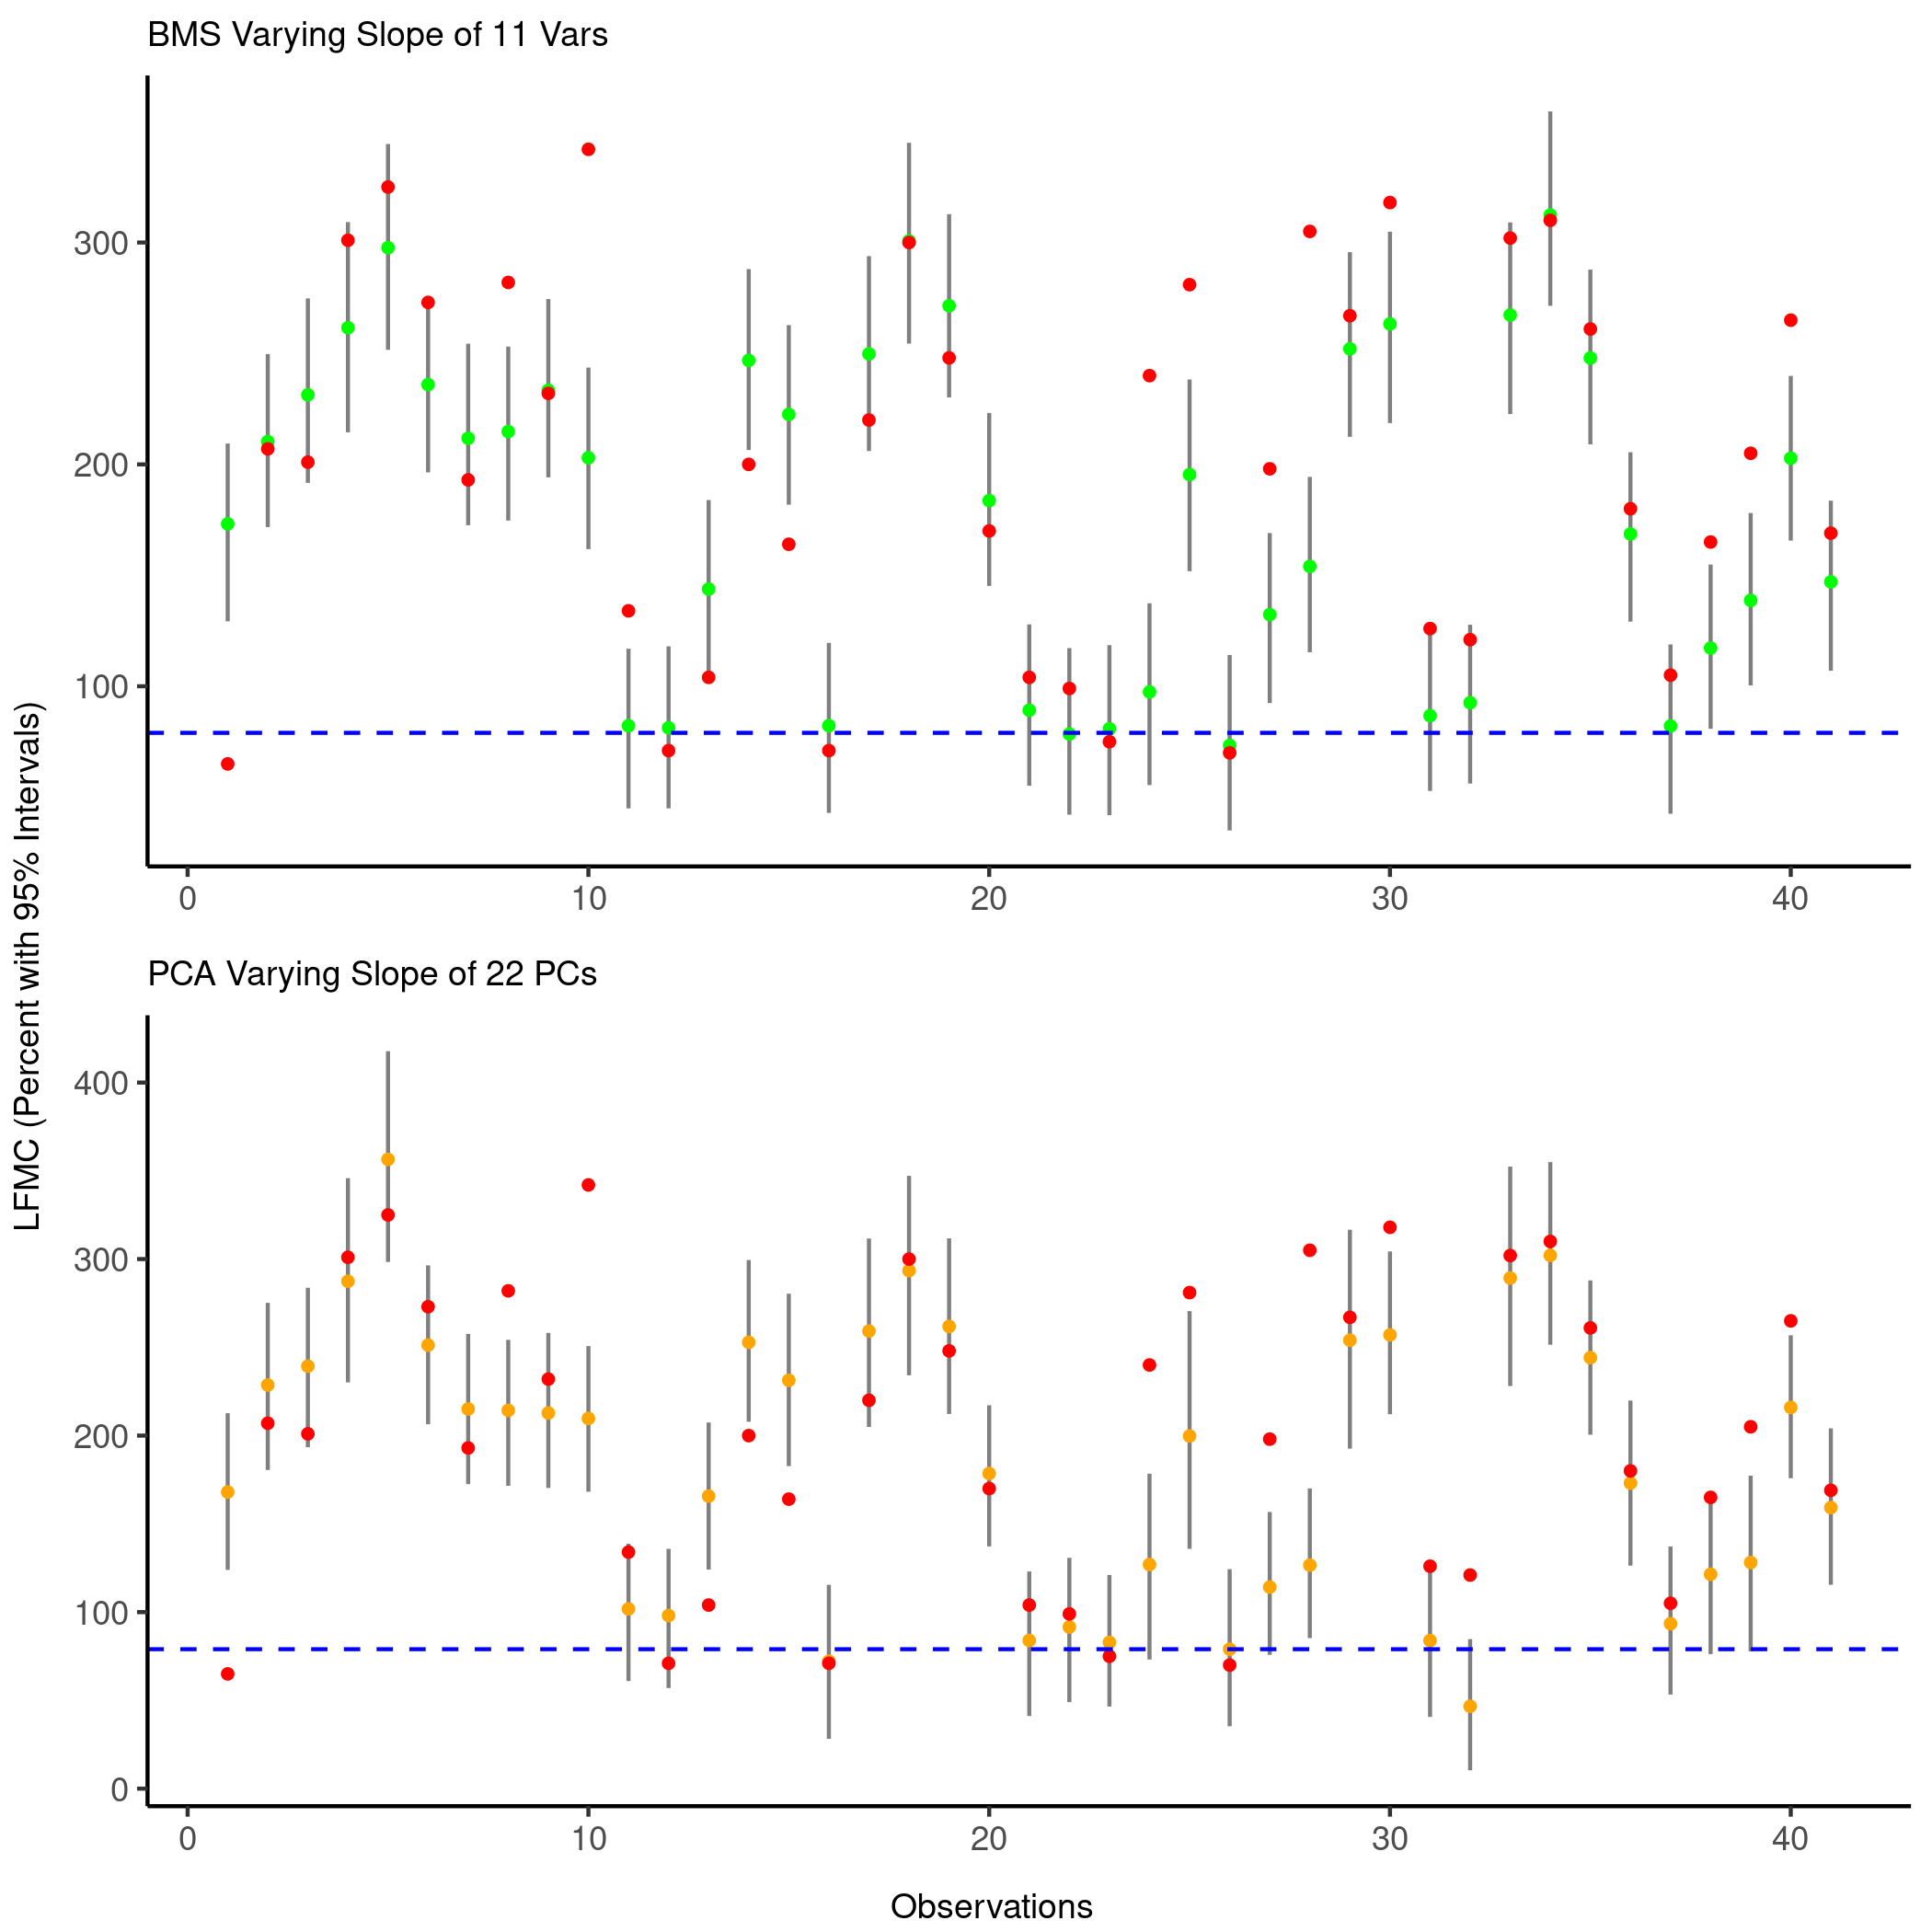 BMS Varying Slope of 11 Vars
300
200
100
0 10 20 30 40
LFMC (Percent with 95% Intervals)
PCA Varying Slope of 22 PCs
400
300
200
100
0
0 10 20 30 40
Observations